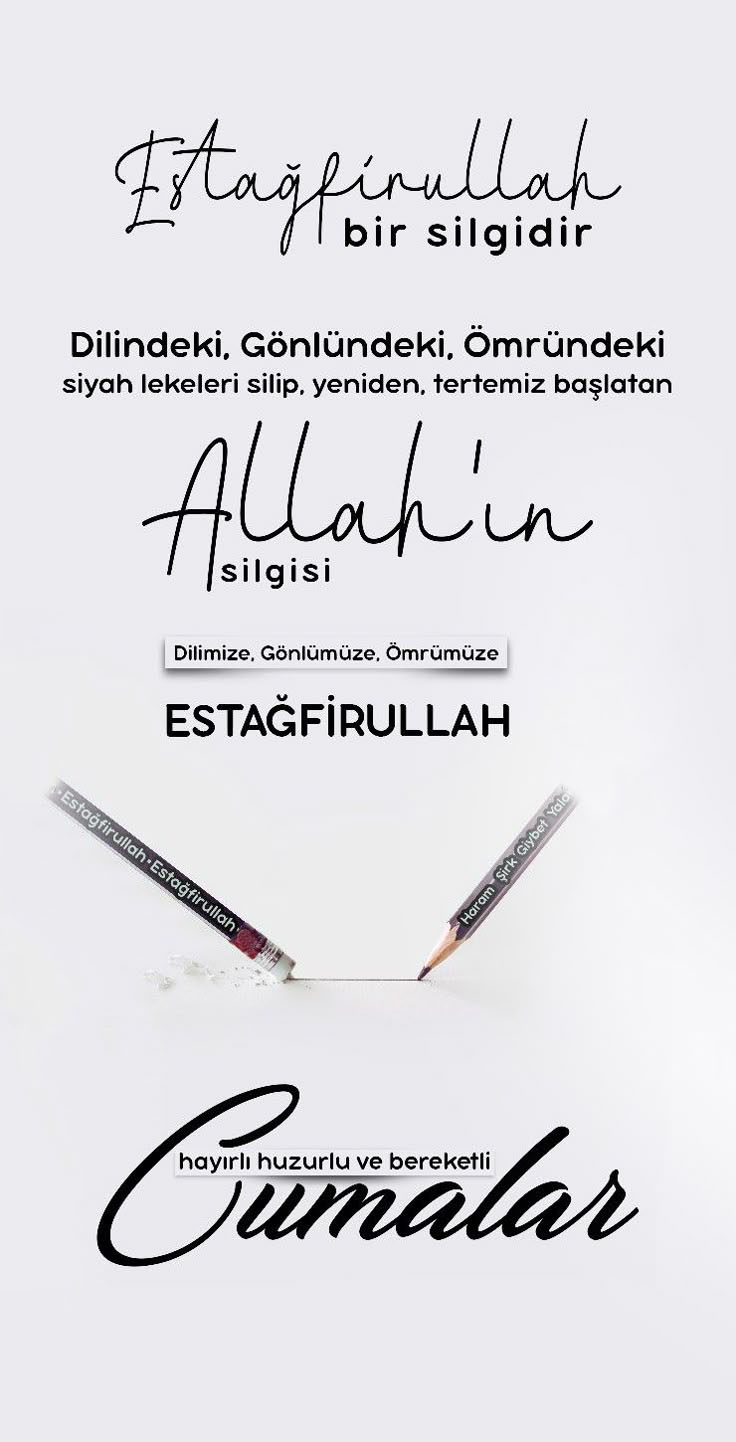 Estağfirullah
bir silgidir
Dilindeki, Gönlündeki, Ömründeki
siyah lekeleri silip, yeniden, tertemiz başlatan
Allah'ın
silgisi
Dilimize, Gönlümüze, Ömrümüze
ESTAĞFİRULLAH
• Estağfirullah • Estağfirullah •
Haram Şirk Giybet
hayırlı huzurlu ve bereketli
Cumalar